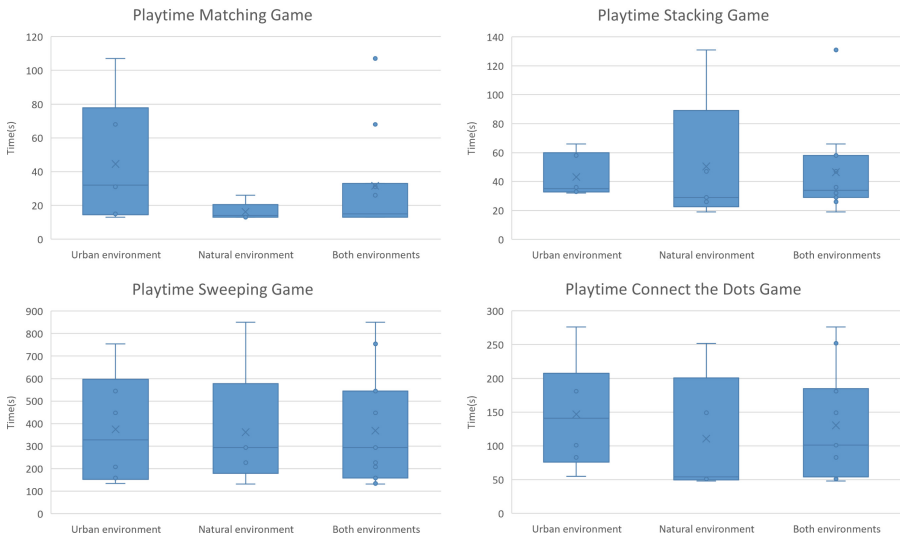 Playtime Matching Game
120
100
80
60
40
20
0
Time(s)
Urban environment
Natural environment
Both environments
Playtime Stacking Game
140
120
100
80
60
40
20
0
Time(s)
Urban environment
Natural environment
Both environments
Playtime Sweeping Game
900
800
700
600
500
400
300
200
100
0
Time(s)
Urban environment
Natural environment
Both environments
Playtime Connect the Dots Game
300
250
200
150
100
50
0
Time(s)
Urban environment
Natural environment
Both environments